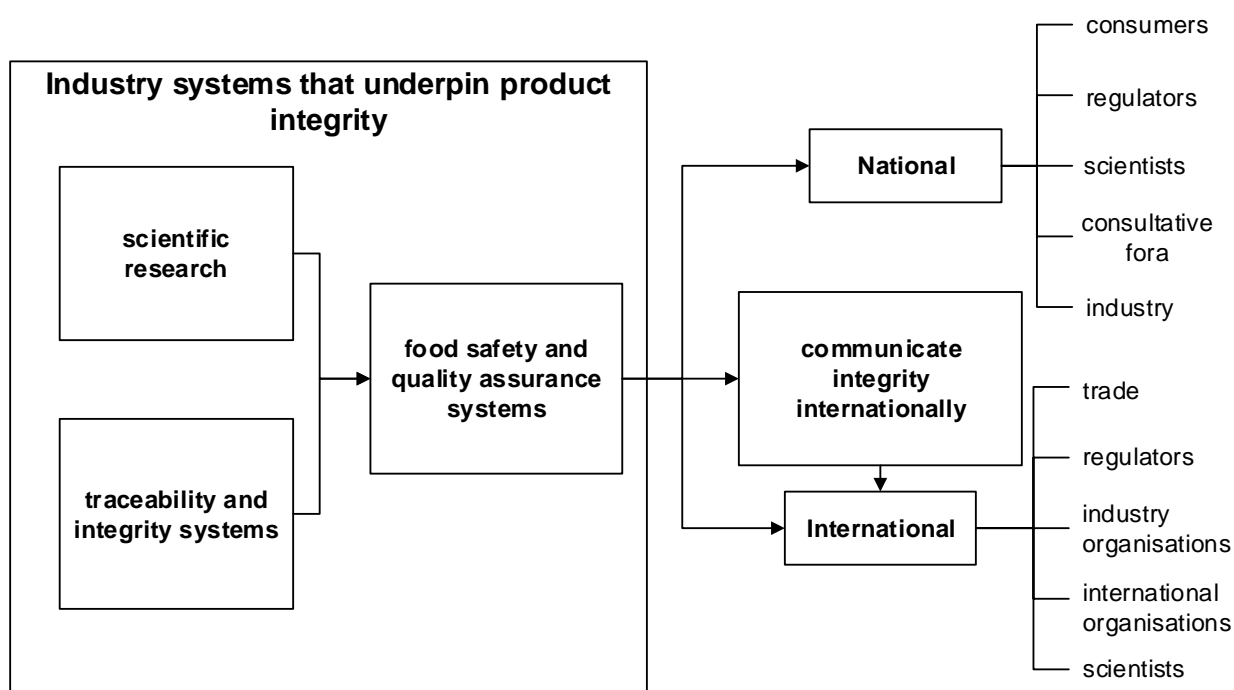 Industry systems that underpin product
integrity
scientific
research
traceability and
integrity systems
food safety and
quality assurance
systems
National
communicate
integrity
internationally
International
consumers
regulators
scientists
consultative
fora
industry
trade
regulators
industry
organisations
international
organisations
scientists